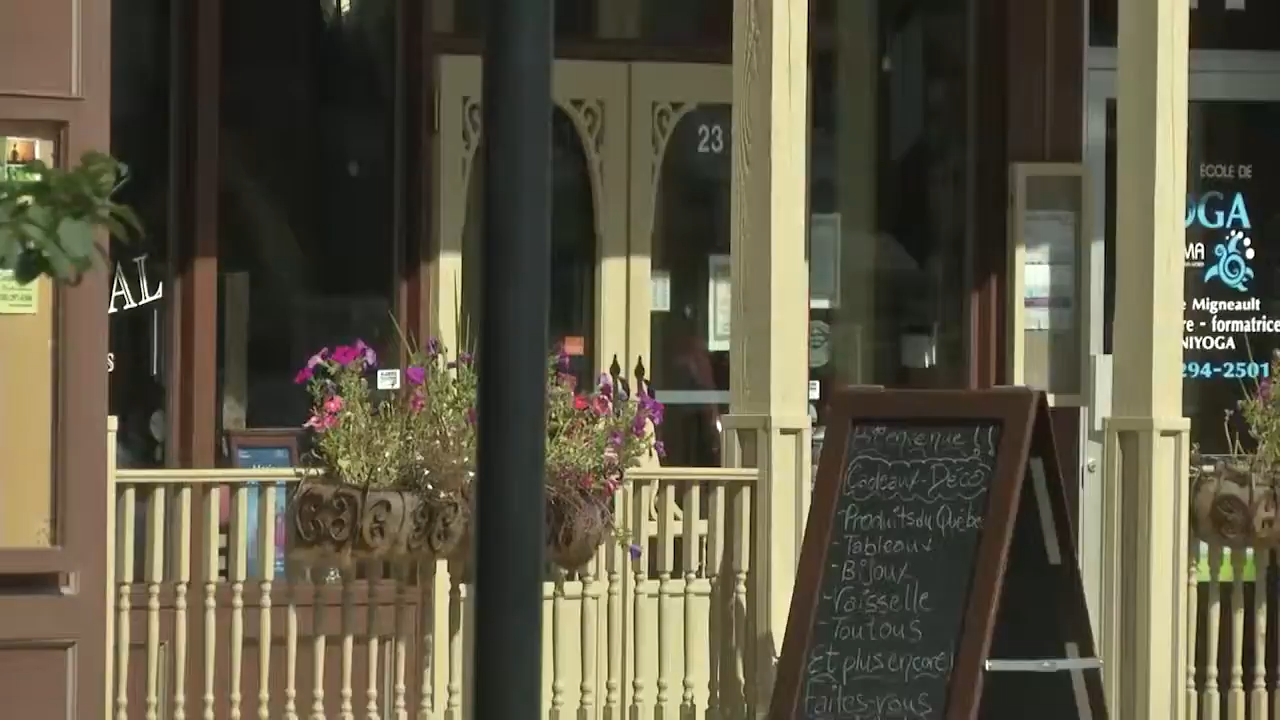 AL
23
ÉCOLE DE
OGA
MA
e Migneault
re - formatrice
NIYOGA
294-2501
Bienvenue !!
Cadeaux-Déco
-Produits du Québec
-Tableaux
-Bijoux
-Vaisselle
-Toutous
Et plus encore!
Faites-vous